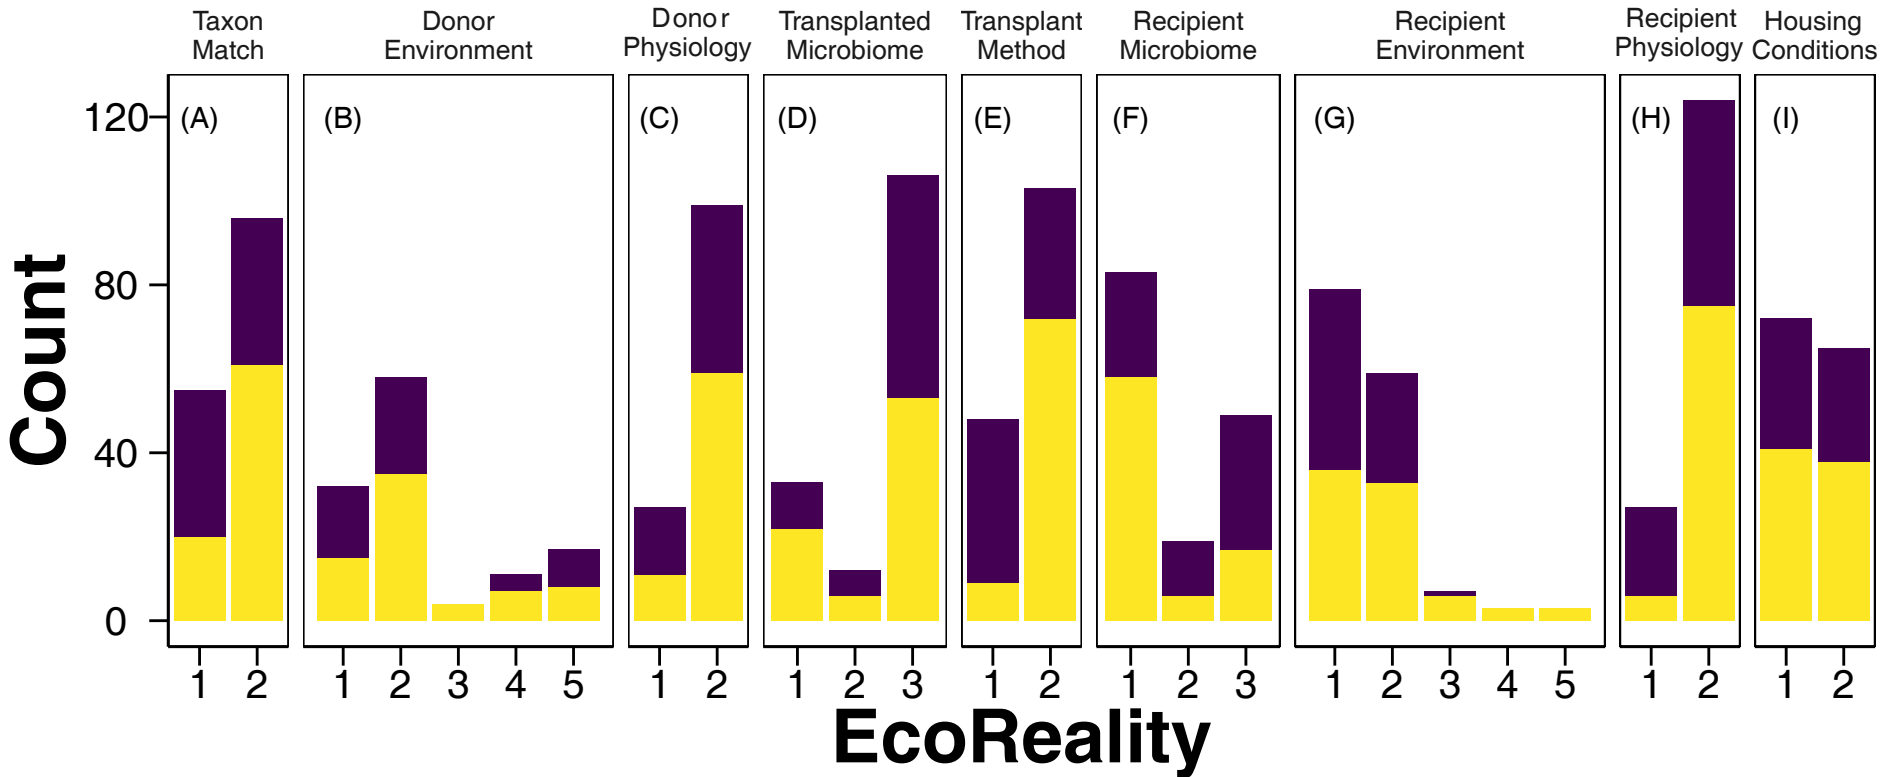 Taxon Match
Donor Environment
Donor Physiology
Transplanted Microbiome
Transplant Method
Recipient Microbiome
Recipient Environment
Recipient Physiology
Housing Conditions
(A) (B) (C) (D) (E) (F) (G) (H) (I)
120
80
40
0
Count
1 2 1 2 3 4 5 1 2 1 2 3 1 2 1 2 3 1 2 3 4 5 1 2 1 2
EcoReality